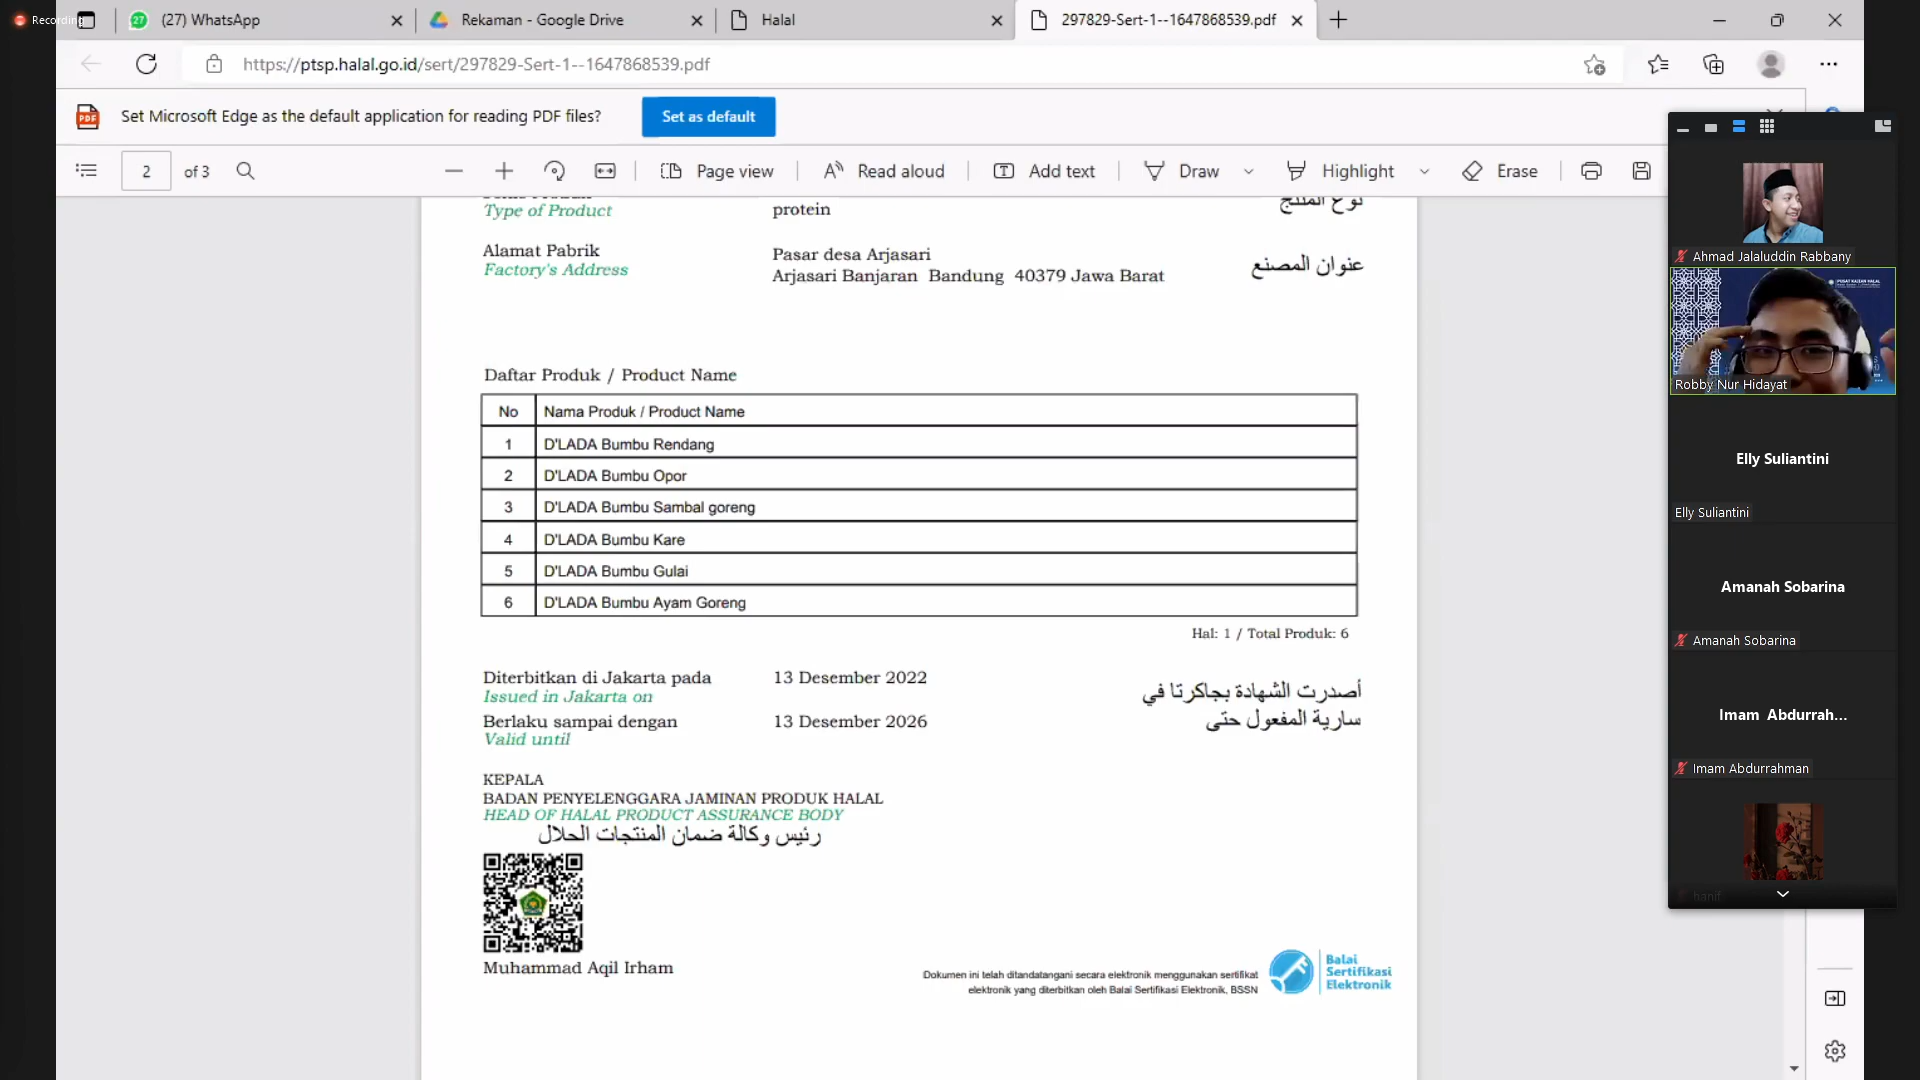 Recording
(27) WhatsApp
Rekaman - Google Drive
Halal
297829-Sert-1--1647868539.pdf
https://ptsp.halal.go.id/sert/297829-Sert-1--1647868539.pdf
Set Microsoft Edge as the default application for reading PDF files?
Set as default
2 of 3
Page view
Read aloud
Add text
Draw
Highlight
Erase
Type of Product
protein
نوع المنتج
Alamat Pabrik
Factory's Address
Pasar desa Arjasari
Arjasari Banjaran Bandung 40379 Jawa Barat
عنوان المصنع
Daftar Produk / Product Name
No Nama Produk / Product Name
1 D'LADA Bumbu Rendang
2 D'LADA Bumbu Opor
3 D'LADA Bumbu Sambal goreng
4 D'LADA Bumbu Kare
5 D'LADA Bumbu Gulai
6 D'LADA Bumbu Ayam Goreng
Hal: 1 / Total Produk: 6
Diterbitkan di Jakarta pada 13 Desember 2022
Issued in Jakarta on
أصدرت الشهادة بجاكرتا في
Berlaku sampai dengan 13 Desember 2026
Valid until
سارية المفعول حتى
KEPALA
BADAN PENYELENGGARA JAMINAN PRODUK HALAL
HEAD OF HALAL PRODUCT ASSURANCE BODY
رئيس وكالة ضمان المنتجات الحلال
Muhammad Aqil Irham
Dokumen ini telah ditandatangani secara elektronik menggunakan sertifikat
elektronik yang diterbitkan oleh Balai Sertifikasi Elektronik, BSSN
Balai
Sertifikasi
Elektronik
Ahmad Jalaluddin Rabbany
PUSAT KAJIAN HALAL
Robby Nur Hidayat
Elly Suliantini
Elly Suliantini
Amanah Sobarina
Amanah Sobarina
Imam Abdurrah...
Imam Abdurrahman
hanif